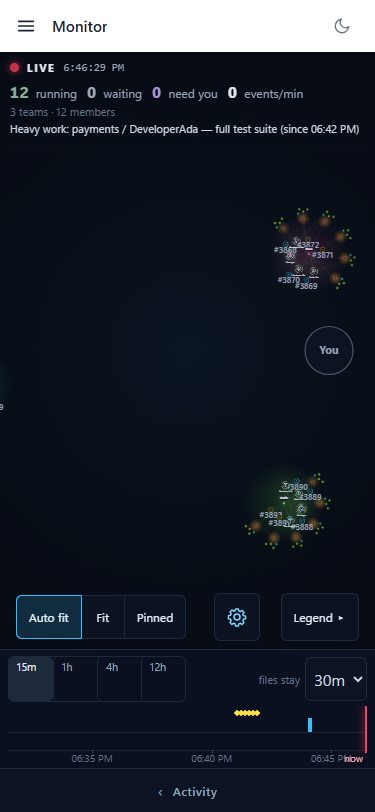 Monitor
LIVE 6:46:29 PM
12 running 0 waiting 0 need you 0 events/min
3 teams · 12 members
Heavy work: payments / DeveloperAda — full test suite (since 06:42 PM)
#3872
#3871
#3870
#3869
You
9
#3890
#3889
#3888
Auto fit Fit Pinned Legend ▸
15m 1h 4h 12h
files stay 30m
06:35 PM 06:40 PM 06:45 PM now
‹ Activity